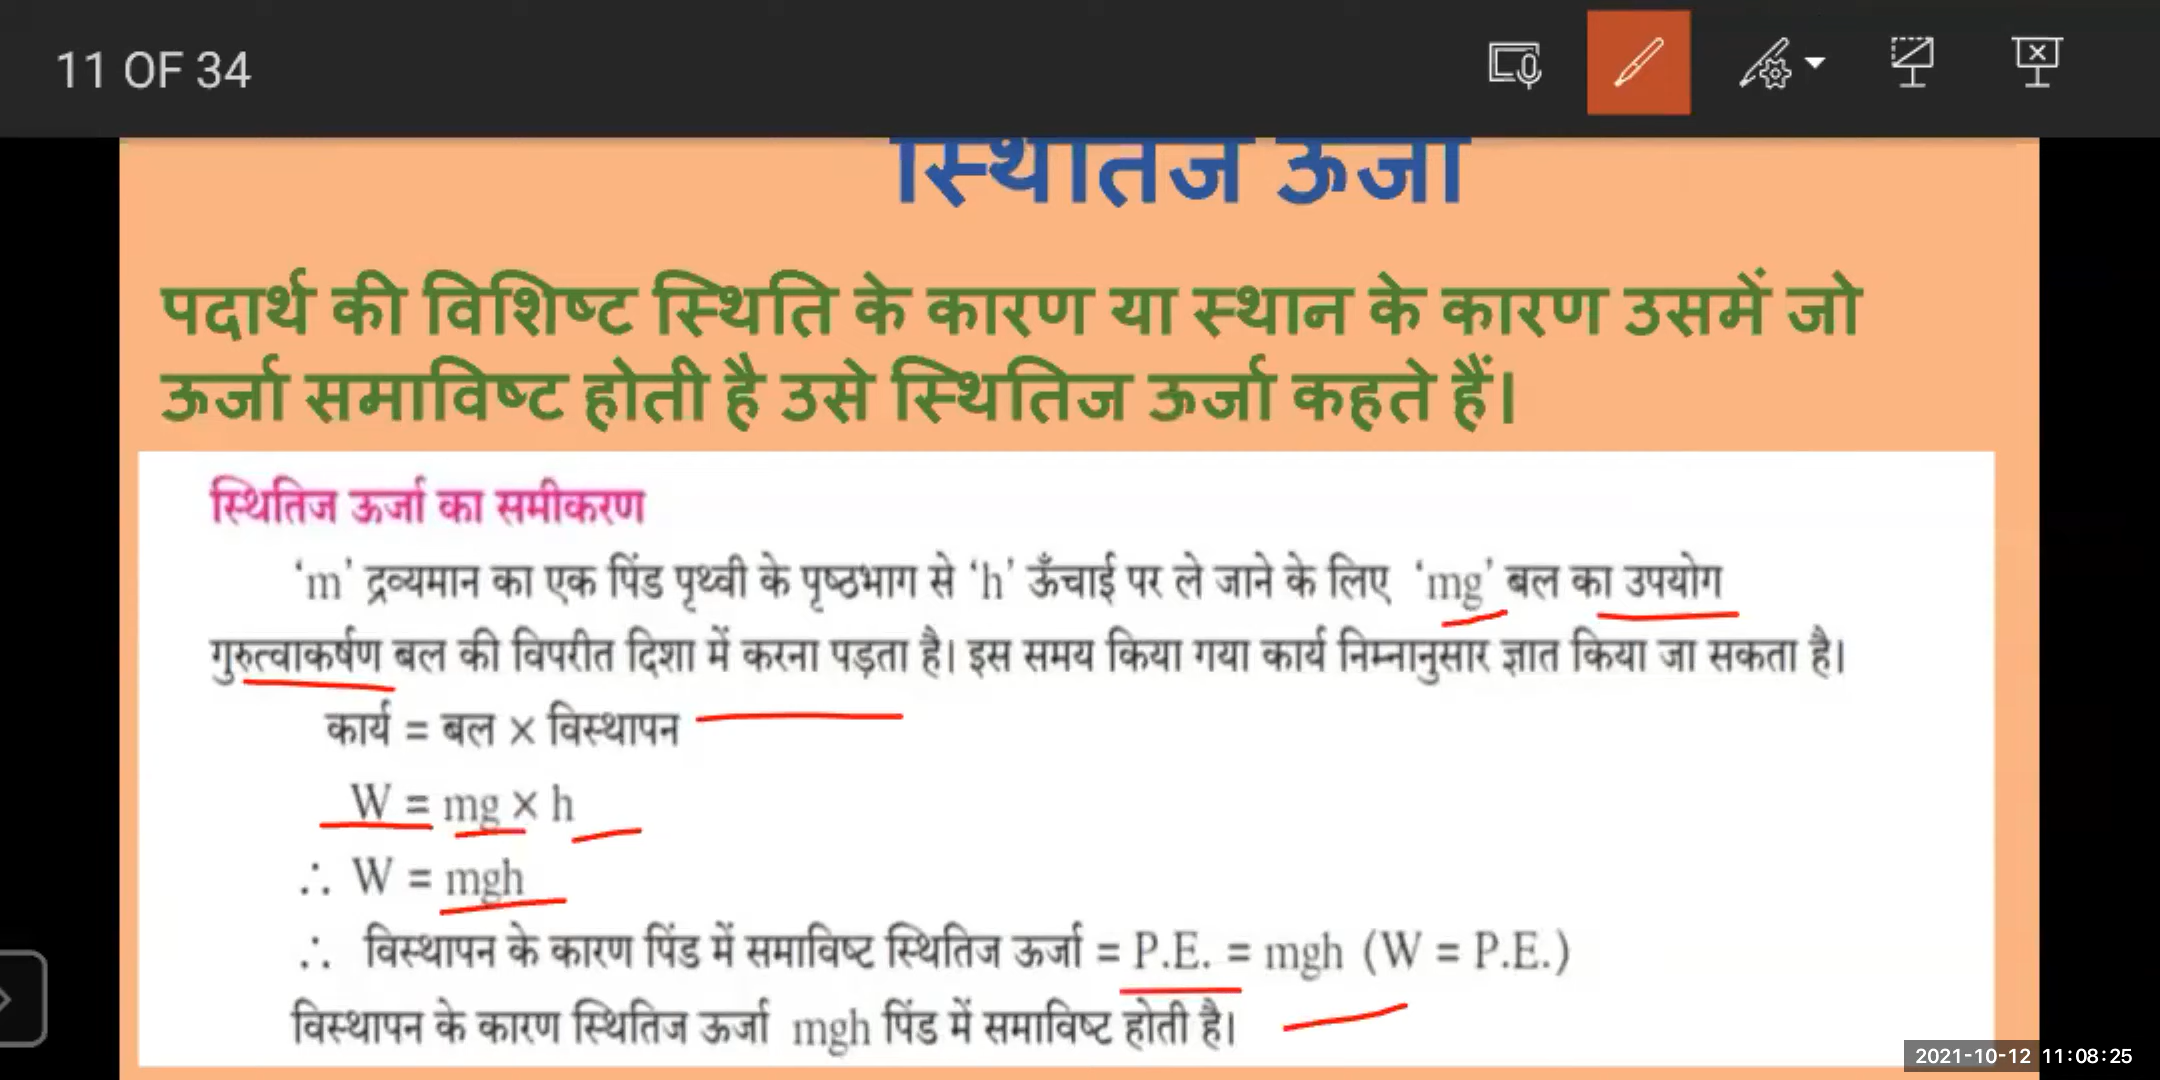 11 OF 34
स्थितिज ऊर्जा
पदार्थ की विशिष्ट स्थिति के कारण या स्थान के कारण उसमें जो
ऊर्जा समाविष्ट होती है उसे स्थितिज ऊर्जा कहते हैं।
स्थितिज ऊर्जा का समीकरण
‘m’ द्रव्यमान का एक पिंड पृथ्वी के पृष्ठभाग से ‘h’ ऊँचाई पर ले जाने के लिए ‘mg’ बल का उपयोग
गुरुत्वाकर्षण बल की विपरीत दिशा में करना पड़ता है। इस समय किया गया कार्य निम्नानुसार ज्ञात किया जा सकता है।
कार्य = बल × विस्थापन
W = mg × h
∴ W = mgh
∴ विस्थापन के कारण पिंड में समाविष्ट स्थितिज ऊर्जा = P.E. = mgh (W = P.E.)
विस्थापन के कारण स्थितिज ऊर्जा mgh पिंड में समाविष्ट होती है।
2021-10-12 11:08:25